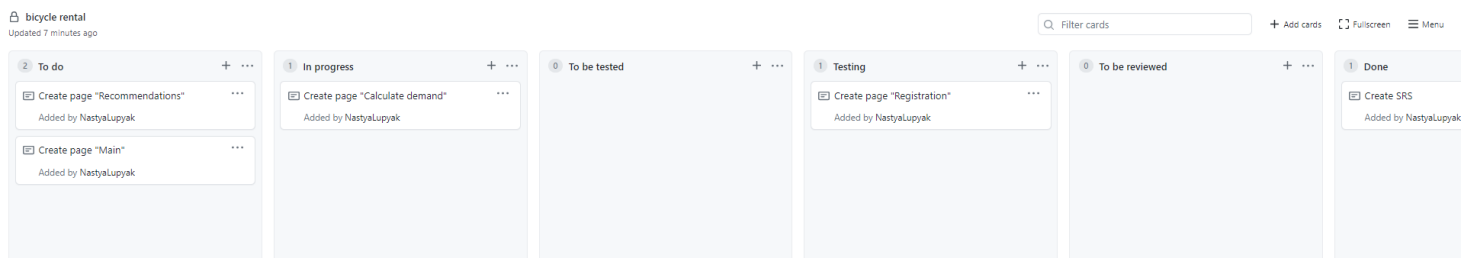 bicycle rental
Updated 7 minutes ago
Filter cards
+ Add cards
Fullscreen
Menu
2 To do
Create page "Recommendations"
Added by NastyaLupyak
Create page "Main"
Added by NastyaLupyak
1 In progress
Create page "Calculate demand"
Added by NastyaLupyak
0 To be tested
1 Testing
Create page "Registration"
Added by NastyaLupyak
0 To be reviewed
1 Done
Create SRS
Added by NastyaLupyak